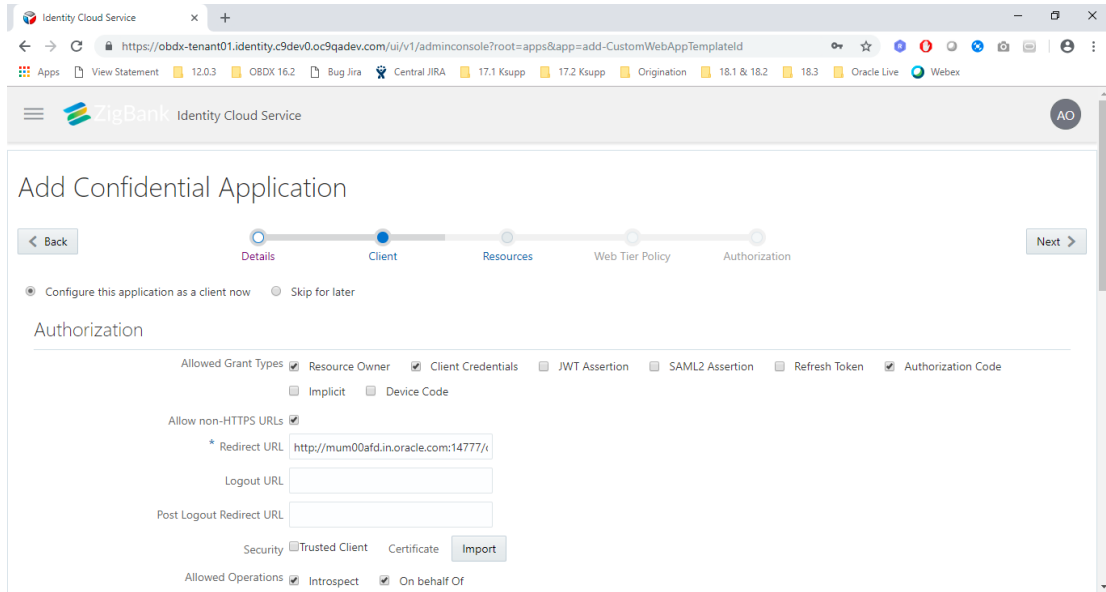 Identity Cloud Service
https://obdx-tenant01.identity.c9dev0.oc9qadev.com/ui/v1/adminconsole?root=apps&app=add-CustomWebAppTemplateId
Apps View Statement 12.0.3 OBDX 16.2 Bug Jira Central JIRA 17.1 Ksupp 17.2 Ksupp Origination 18.1 & 18.2 18.3 Oracle Live Webex
ZigBank Identity Cloud Service AO
Add Confidential Application
Back Next
Details Client Resources Web Tier Policy Authorization
Configure this application as a client now Skip for later
Authorization
Allowed Grant Types Resource Owner Client Credentials JWT Assertion SAML2 Assertion Refresh Token Authorization Code
Implicit Device Code
Allow non-HTTPS URLs
* Redirect URL http://mum00afd.in.oracle.com:14777/
Logout URL
Post Logout Redirect URL
Security Trusted Client Certificate Import
Allowed Operations Introspect On behalf Of